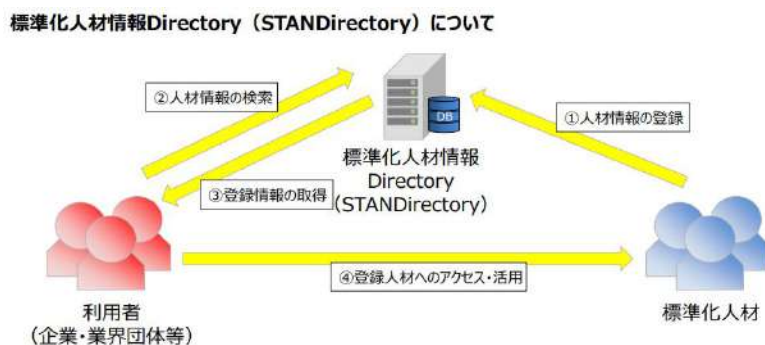 標準化人材情報Directory（STANDirectory）について
②人材情報の検索
①人材情報の登録
DB
標準化人材情報
Directory
(STANDirectory)
③登録情報の取得
④登録人材へのアクセス・活用
利用者
（企業・業界団体等）
標準化人材